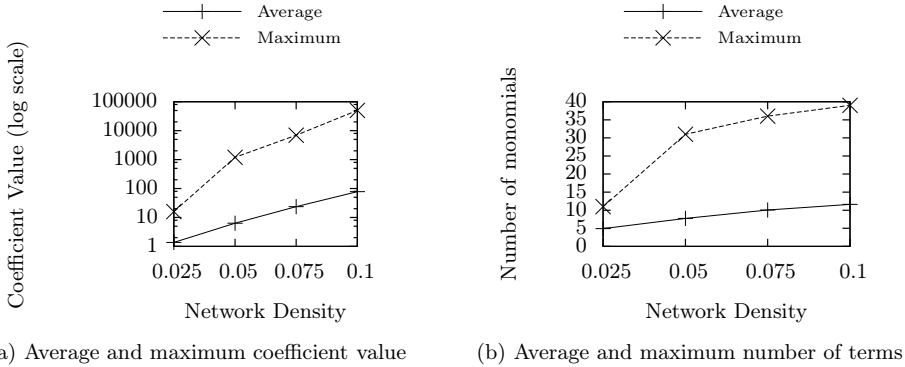 Average
Maximum
Coefficient Value (log scale)
100000
10000
1000
100
10
1
0.025 0.05 0.075 0.1
Network Density
a) Average and maximum coefficient value
Average
Maximum
Number of monomials
40
35
30
25
20
15
10
5
0
0.025 0.05 0.075 0.1
Network Density
(b) Average and maximum number of terms